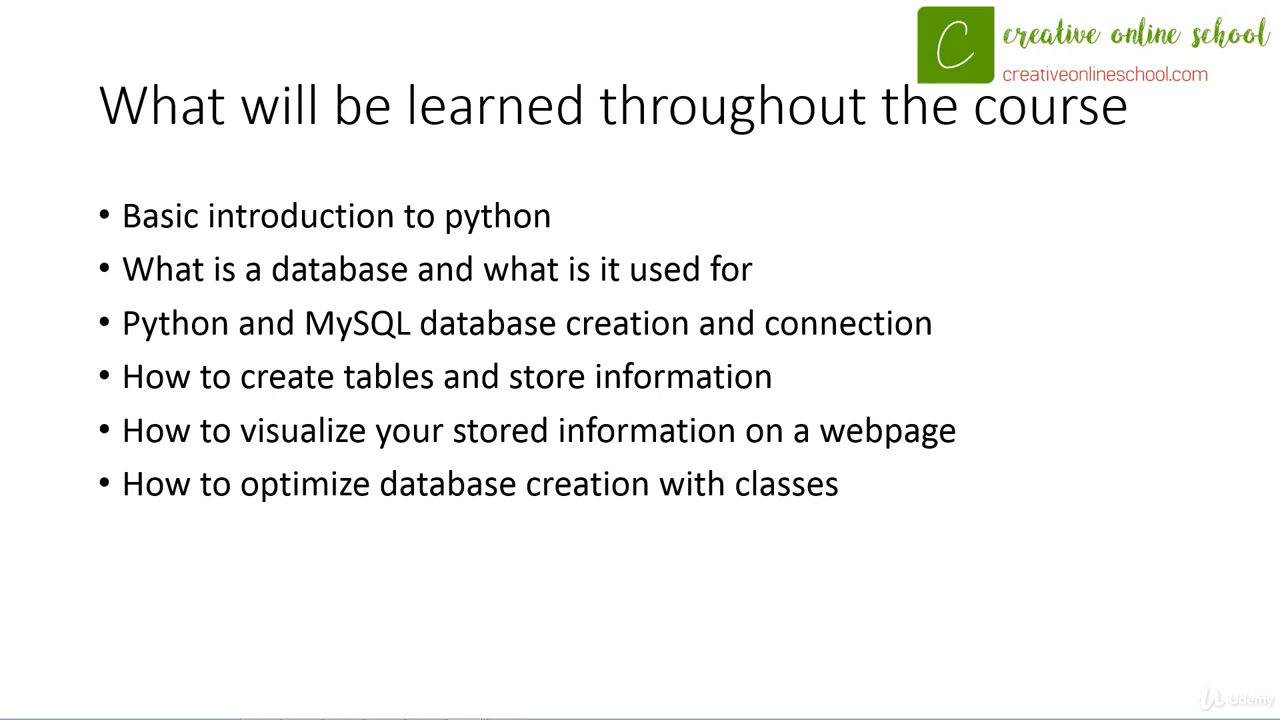 creative online school
creativeonlineschool.com
What will be learned throughout the course
• Basic introduction to python
• What is a database and what is it used for
• Python and MySQL database creation and connection
• How to create tables and store information
• How to visualize your stored information on a webpage
• How to optimize database creation with classes
Udemy